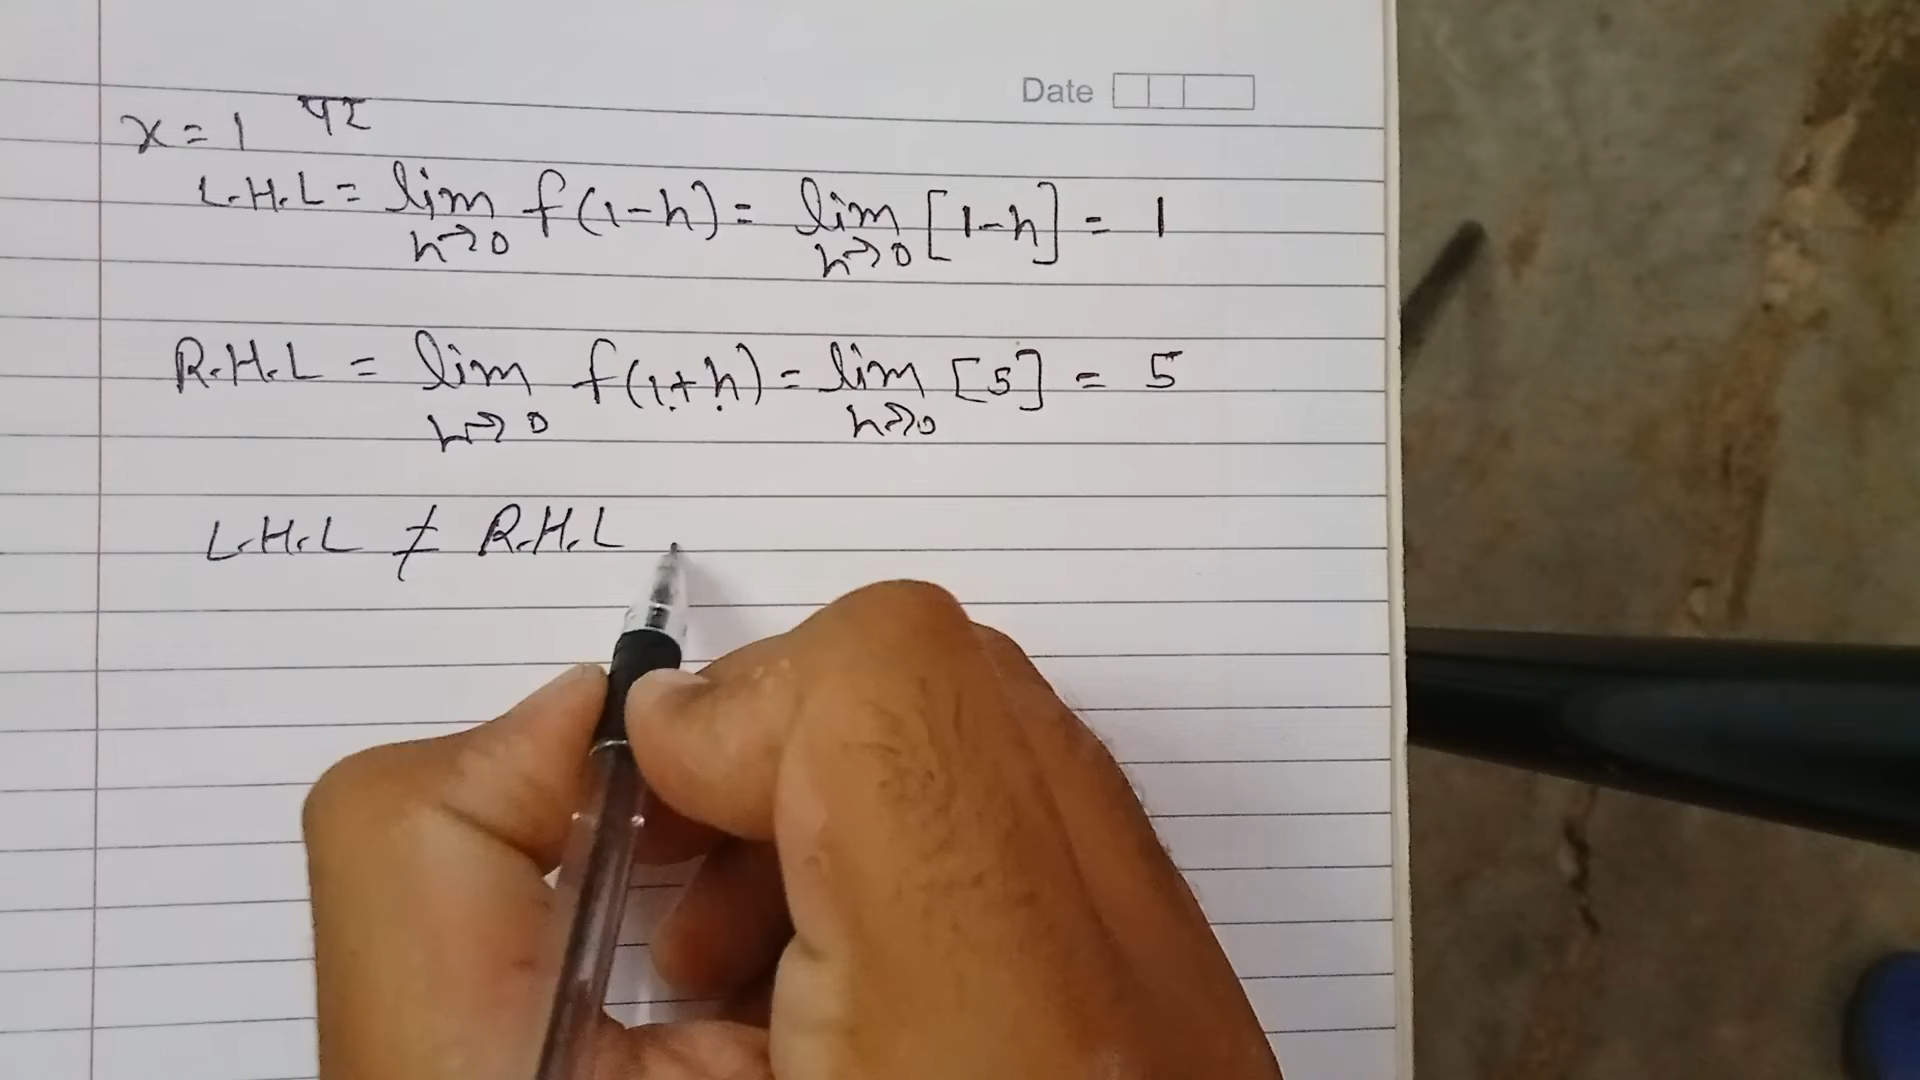 Date
x = 1 पर
L.H.L = lim f(1-h) = lim [1-h] = 1
h→0 h→0
R.H.L = lim f(1+h) = lim [5] = 5
h→0 h→0
L.H.L ≠ R.H.L